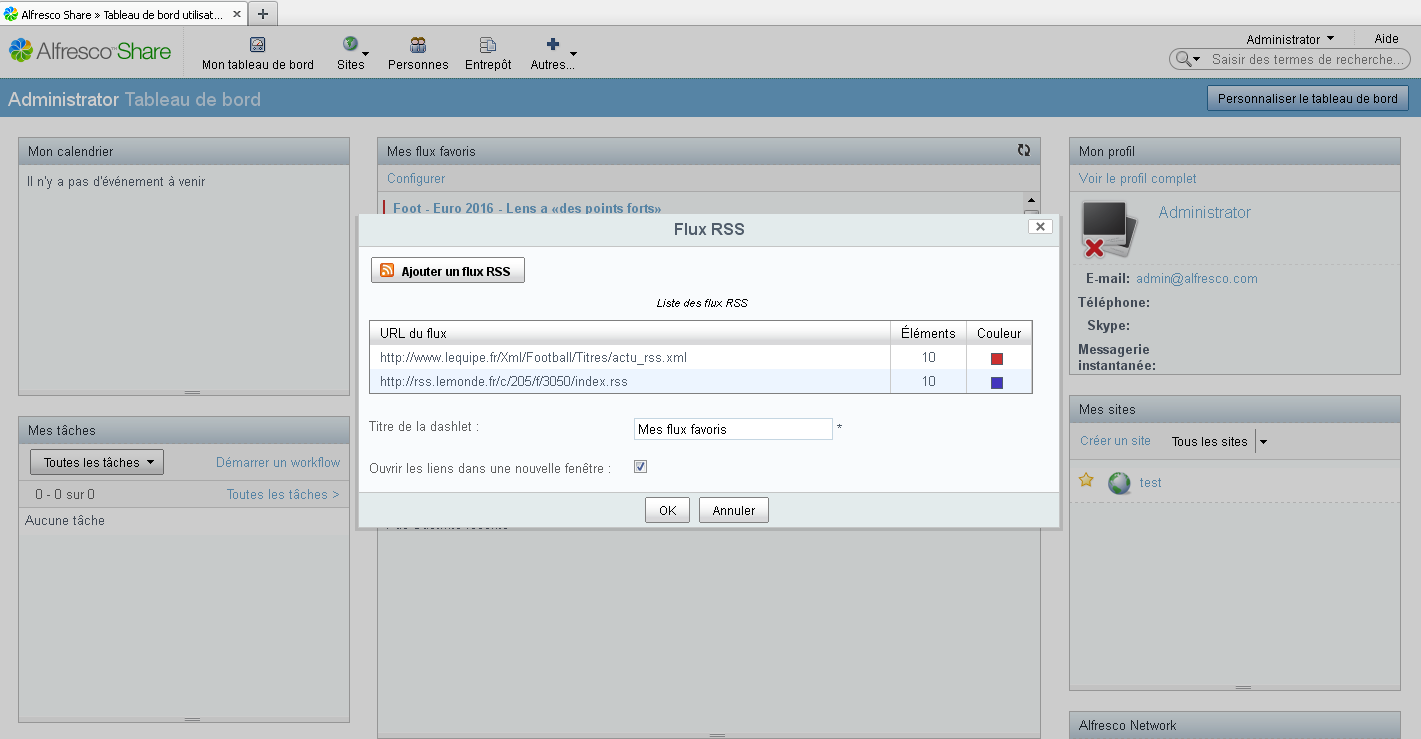 Alfresco Share » Tableau de bord utilisat...
Alfresco™ Share
Mon tableau de bord
Sites
Personnes
Entrepôt
Autres...
Administrator
Aide
Saisir des termes de recherche...
Administrator Tableau de bord
Personnaliser le tableau de bord
Mon calendrier
Il n'y a pas d'événement à venir
Mes tâches
Toutes les tâches
Démarrer un workflow
0 - 0 sur 0
Toutes les tâches >
Aucune tâche
Mes flux favoris
Configurer
Foot - Euro 2016 - Lens a «des points forts»
Flux RSS
Ajouter un flux RSS
Liste des flux RSS
URL du flux Éléments Couleur
http://www.lequipe.fr/Xml/Football/Titres/actu_rss.xml 10
http://rss.lemonde.fr/c/205/f/3050/index.rss 10
Titre de la dashlet : Mes flux favoris *
Ouvrir les liens dans une nouvelle fenêtre :
OK Annuler
Mon profil
Voir le profil complet
Administrator
E-mail: admin@alfresco.com
Téléphone:
Skype:
Messagerie
instantanée:
Mes sites
Créer un site
Tous les sites
test
Alfresco Network